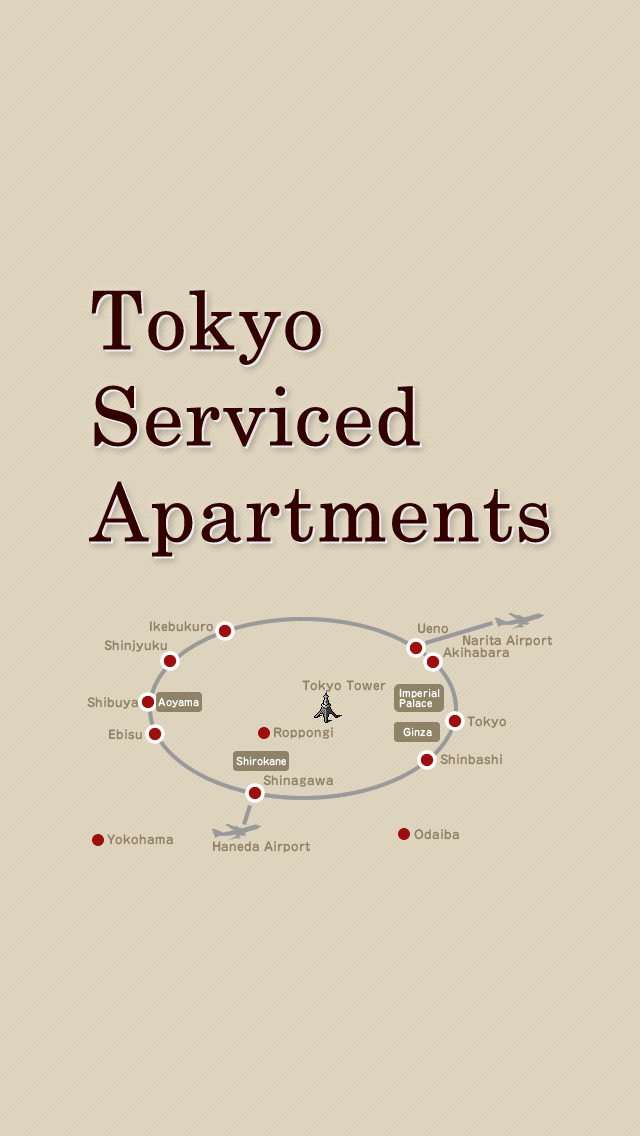 Tokyo
Serviced
Apartments
Ikebukuro
Ueno
Narita Airport
Shinjyuku
Akihabara
Tokyo Tower
Imperial
Palace
Shibuya
Aoyama
Tokyo
Ebisu
Roppongi
Ginza
Shirokane
Shinbashi
Shinagawa
Yokohama
Haneda Airport
Odaiba